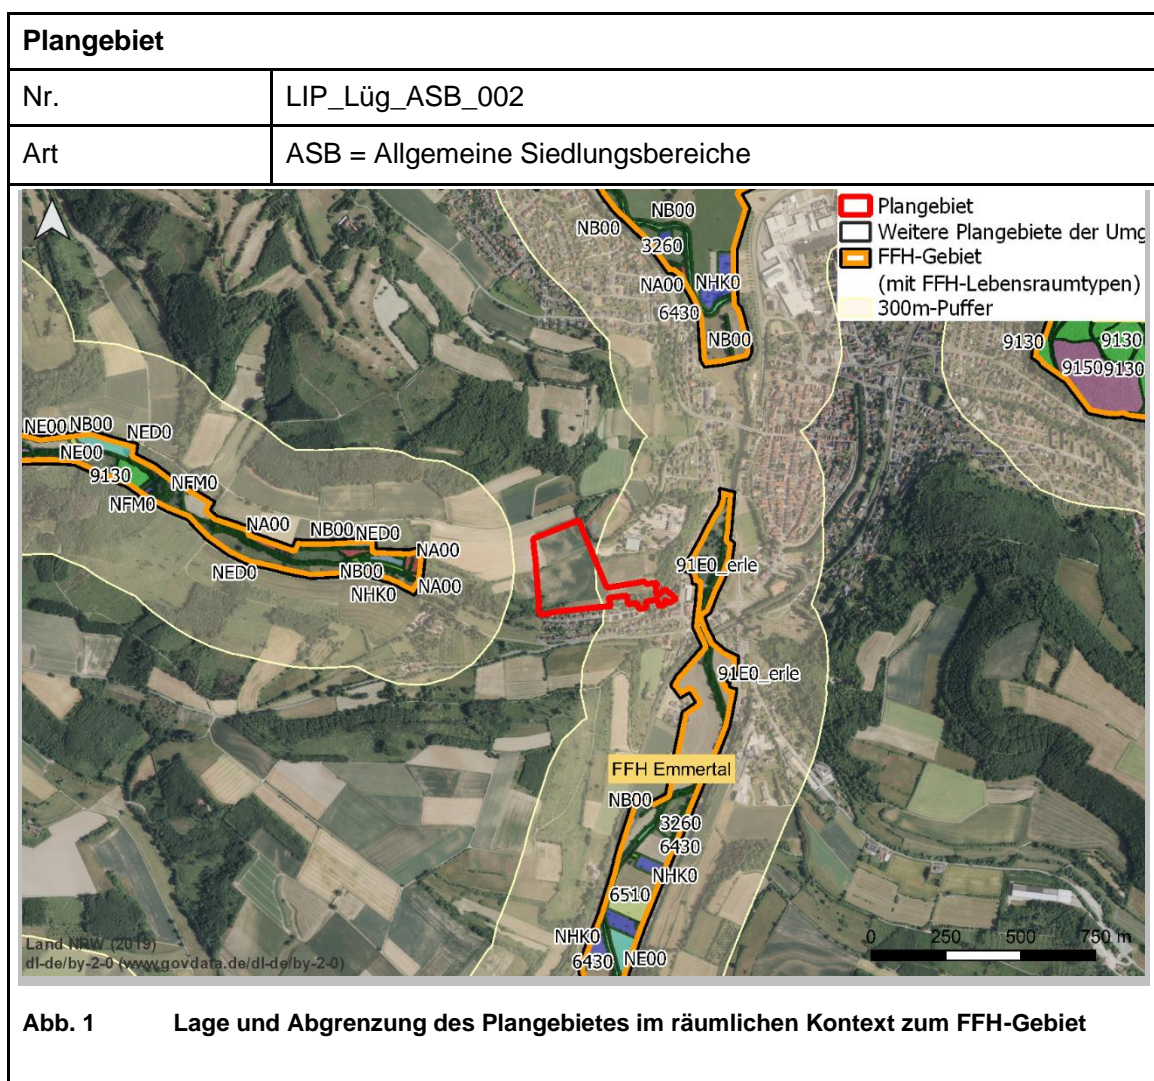 Plangebiet
Nr. LIP_Lüg_ASB_002
Art ASB = Allgemeine Siedlungsbereiche
Plangebiet
Weitere Plangebiete der Umg
FFH-Gebiet
(mit FFH-Lebensraumtypen)
300m-Puffer
NB00
NB00
3260
NA00 NHK0
6430
NB00
9130 9130
9150 9130
NE00 NB00 NED0
NE00
9130 NFM0
NFM0
NA00 NB00 NED0 NA00
NED0 NB00 NA00
NHK0
91E0_erle
91E0_erle
FFH Emmertal
NB00
3260
6430
NHK0
6510
NHK0
6430 NE00
0 250 500 750 m
Land NRW (2019)
dl-de/by-2-0 (www.govdata.de/dl-de/by-2-0)
Abb. 1 Lage und Abgrenzung des Plangebietes im räumlichen Kontext zum FFH-Gebiet